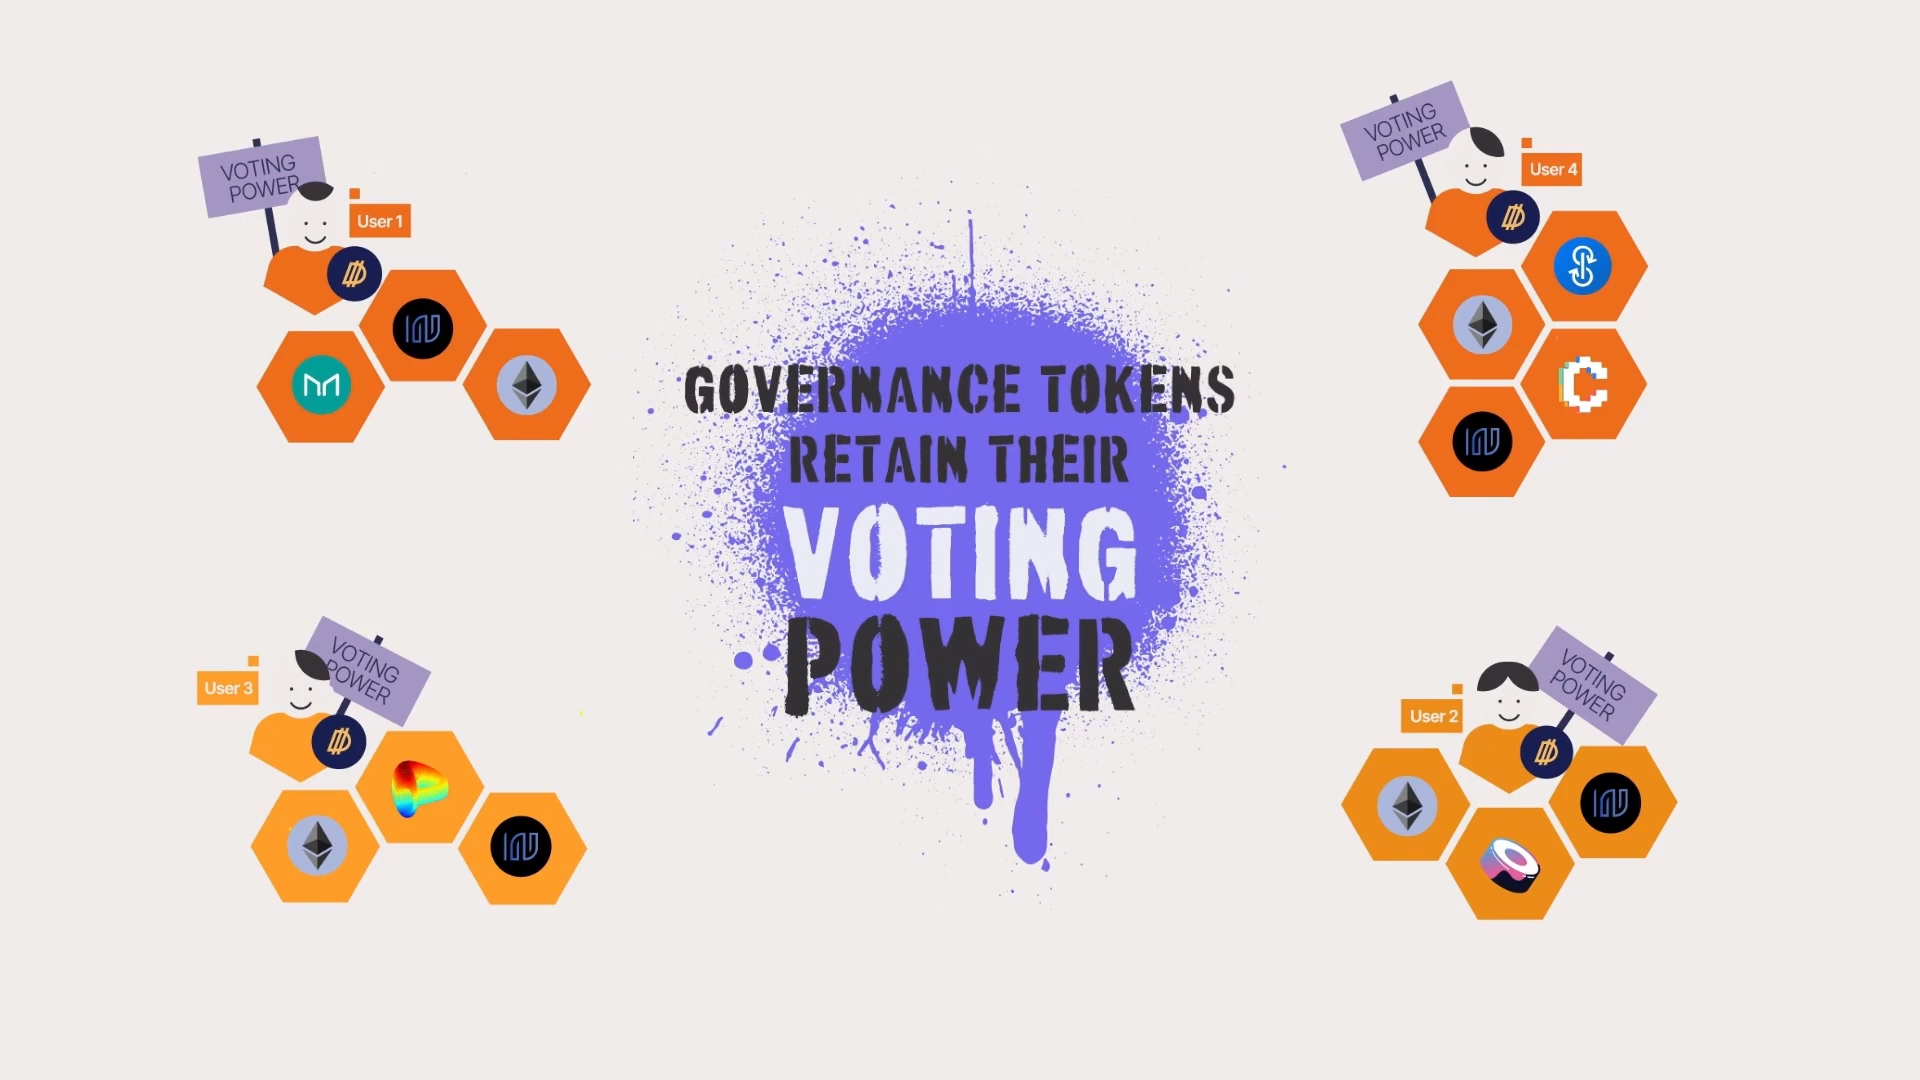 VOTING
POWER
User 1
VOTING
POWER
User 4
GOVERNANCE TOKENS
RETAIN THEIR
VOTING
POWER
User 3
VOTING
POWER
User 2
VOTING
POWER